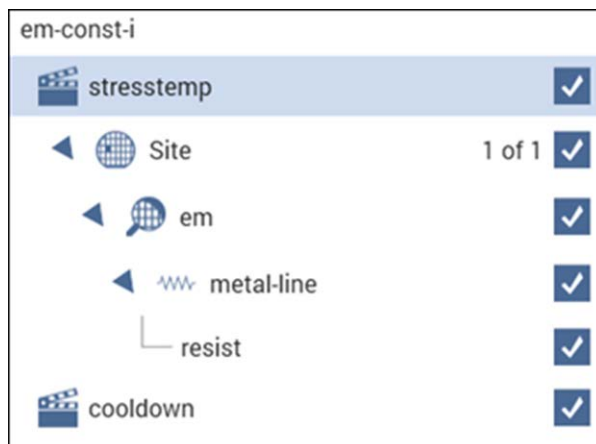 em-const-i
stresstemp
Site 1 of 1
em
metal-line
resist
cooldown